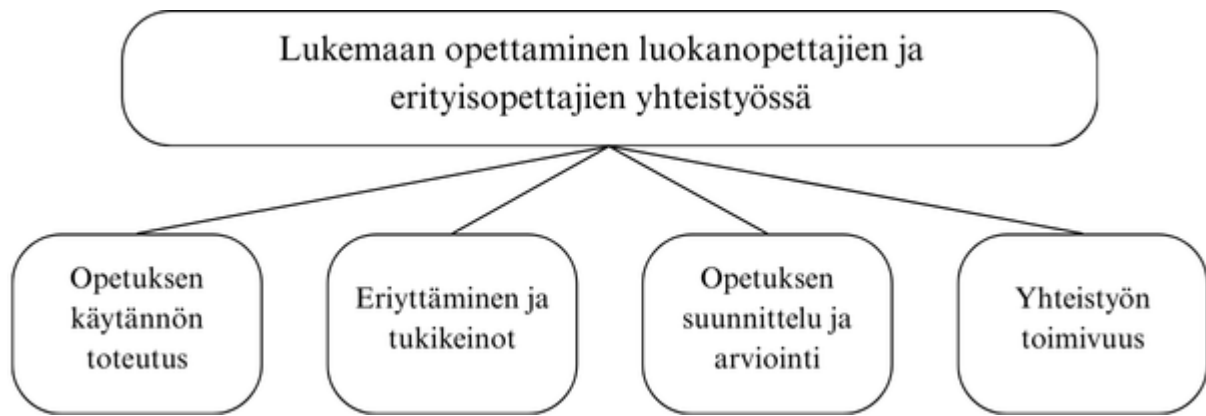 Lukemaan opettaminen luokanopettajien ja
erityisopettajien yhteistyössä
Opetuksen
käytännön
toteutus
Eriyttäminen ja
tukikeinot
Opetuksen
suunnittelu ja
arviointi
Yhteistyön
toimivuus